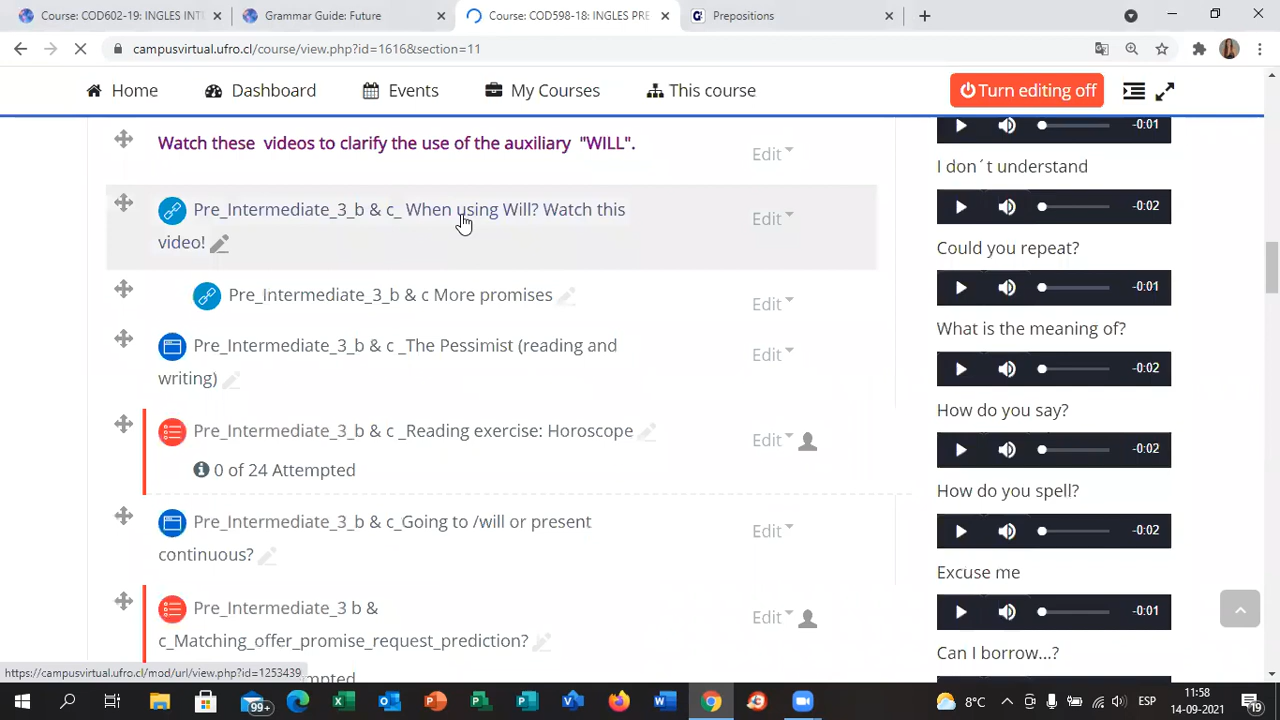 Course: COD602-19: INGLES INT
Grammar Guide: Future
Course: COD598-18: INGLES PRE
Prepositions
campusvirtual.ufro.cl/course/view.php?id=1616&section=11
Home
Dashboard
Events
My Courses
This course
Turn editing off
Watch these videos to clarify the use of the auxiliary "WILL".
Edit
Pre_Intermediate_3_b & c_ When using Will? Watch this
video!
Edit
Pre_Intermediate_3_b & c More promises
Edit
Pre_Intermediate_3_b & c _The Pessimist (reading and
writing)
Edit
Pre_Intermediate_3_b & c _Reading exercise: Horoscope
Edit
0 of 24 Attempted
Pre_Intermediate_3_b & c_Going to /will or present
continuous?
Edit
Pre_Intermediate_3 b &
c_Matching_offer_promise_request_prediction?
Edit
-0:01
I don´t understand
-0:02
Could you repeat?
-0:01
What is the meaning of?
-0:02
How do you say?
-0:02
How do you spell?
-0:02
Excuse me
-0:01
Can I borrow...?
https://campusvirtual.ufro.cl/mod/url/view.php?id=1253439
99+
8°C
ESP
11:58
14-09-2021
19